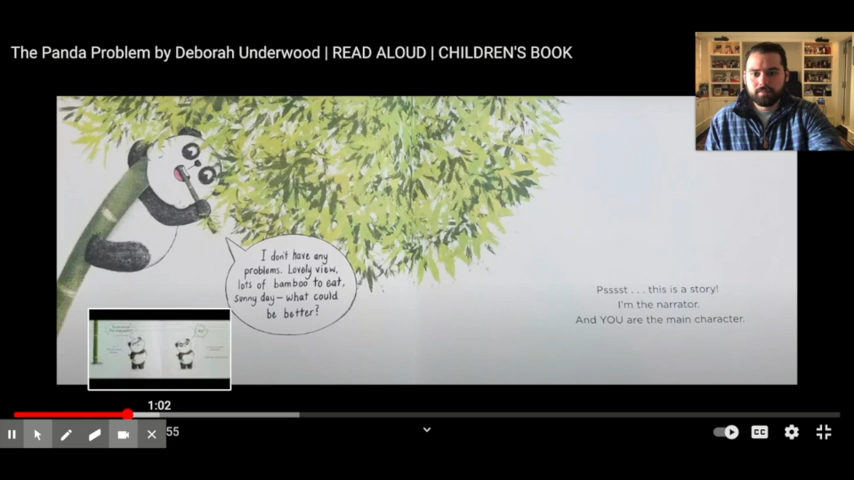 The Panda Problem by Deborah Underwood | READ ALOUD | CHILDREN'S BOOK
I don't have any
problems. Lovely view,
lots of bamboo to eat,
sunny day—what could
be better?
Psssst . . . this is a story!
I'm the narrator.
And YOU are the main character.
1:02
55
CC